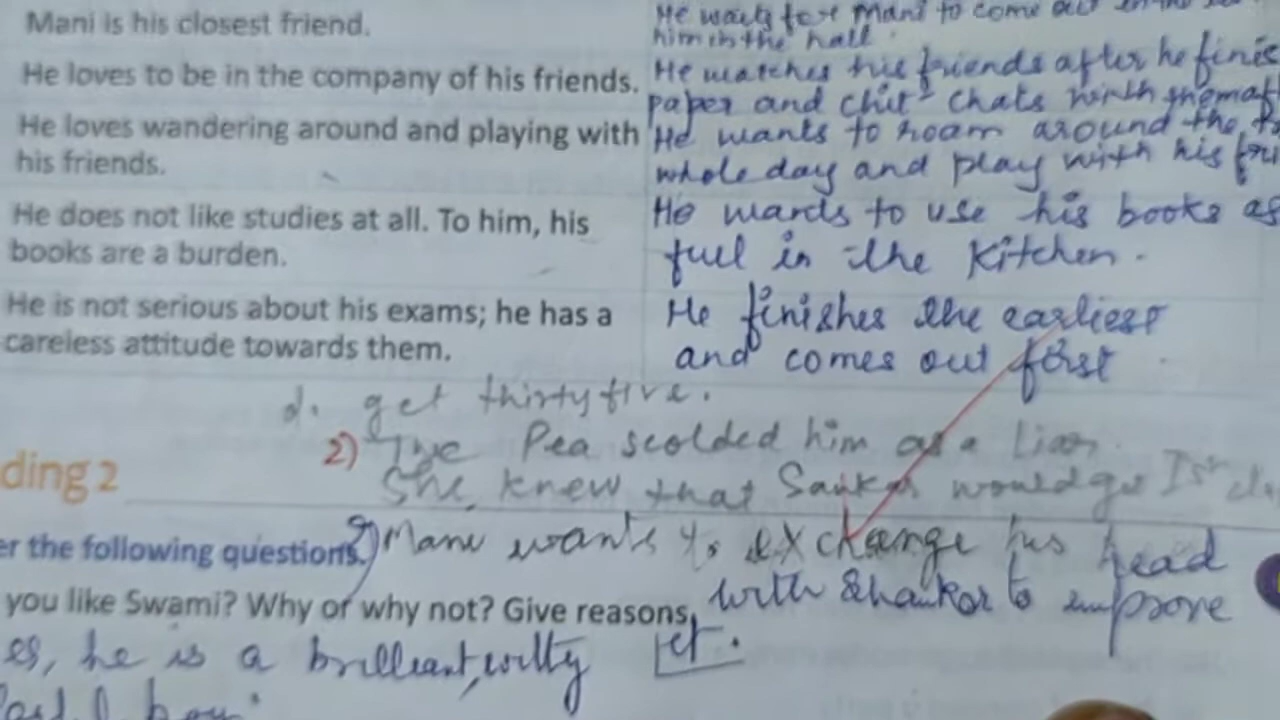 Mani is his closest friend.
He waits for Mani to come out in the
him in the hall.
He loves to be in the company of his friends.
He watches his friends after he finis
paper and chit-chats with them af
He loves wandering around and playing with
his friends.
He wants to roam around the
whole day and play with his fri
He does not like studies at all. To him, his
books are a burden.
He wants to use his books as
fuel in the kitchen.
He is not serious about his exams; he has a
careless attitude towards them.
He finishes the earliest
and comes out first
d. get thirty five.
2) The Pea scolded him as a Liar.
She knew that Sankar would get Ist cl
ding 2
er the following questions.
Mani wants to exchange his head
with Shankar to improve
it.
you like Swami? Why or why not? Give reasons.
es, he is a brilliant, witty
boy